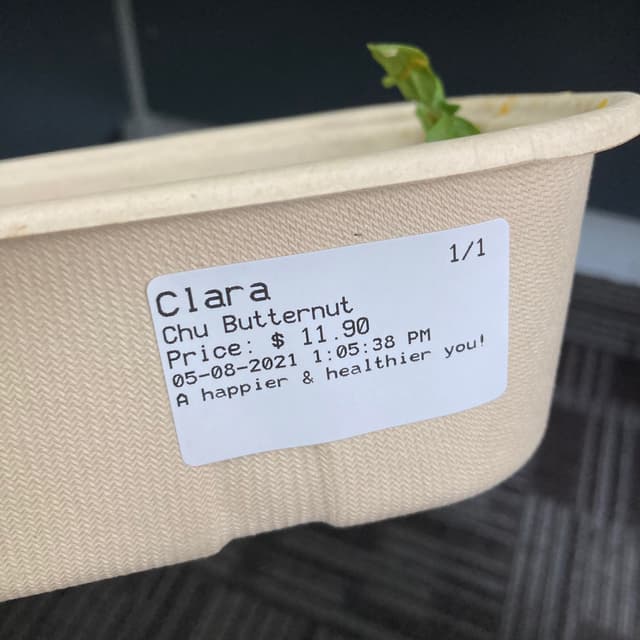 1/1
Clara
Chu Butternut
Price: $ 11.90
05-08-2021 1:05:38 PM
A happier & healthier you!